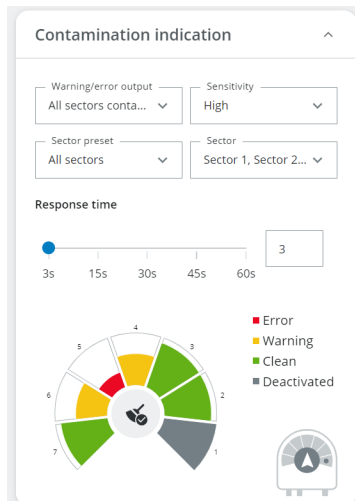 Contamination indication
Warning/error output
All sectors conta...
Sensitivity
High
Sector preset
All sectors
Sector
Sector 1, Sector 2...
Response time
3
3s 15s 30s 45s 60s
4
5 3
6 2
7 1
Error
Warning
Clean
Deactivated